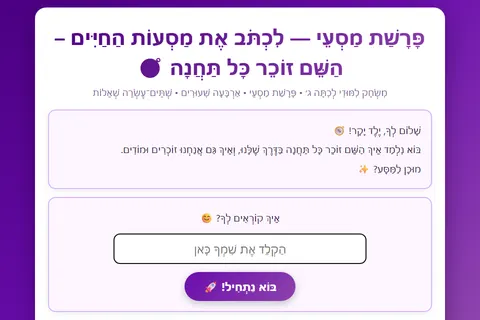 פָּרָשַׁת מַסְעֵי — לִכְתֹּב אֶת מַסְעוֹת הַחַיִּים –
הַשֵּׁם זוֹכֵר כָּל תַּחֲנָה
מִשְׂחַק לִמּוּדִי לְכִתָּה ג׳ • פָּרָשַׁת מַסְעֵי • אַרְבָּעָה שִׁעוּרִים • שְׁתֵּים־עֶשְׂרֵה שְׁאֵלוֹת
שָׁלוֹם לְךָ, יֶלֶד יָקָר! 🧭
בּוֹא נִלְמַד אֵיךְ הַשֵּׁם זוֹכֵר כָּל תַּחֲנָה בַּדֶּרֶךְ שֶׁלָּנוּ, וְאֵיךְ גַּם אֲנַחְנוּ זוֹכְרִים וּמוֹדִים.
מוּכָן לַמַּסָּע? ✨
אֵיךְ קוֹרְאִים לְךָ? 😊
הַקְלֵד אֶת שִׁמְךָ כָּאן
בּוֹא נַתְחִיל! 🚀